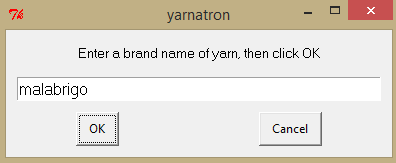 yarnatron
Enter a brand name of yarn, then click OK
malabrigo
OK Cancel